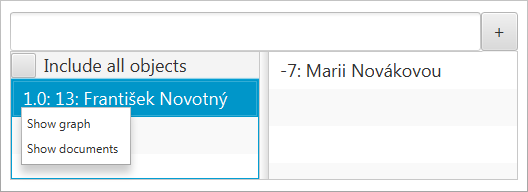 +
Include all objects
1.0: 13: František Novotný
Show graph
Show documents
-7: Marii Novákovou